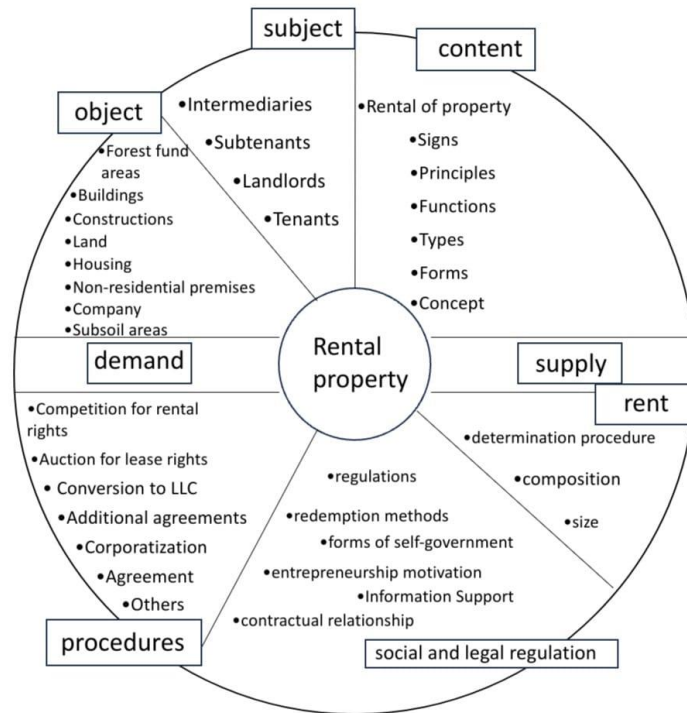 subject
content
object
•Intermediaries
•Subtenants
•Landlords
•Tenants
•Rental of property
•Signs
•Principles
•Functions
•Types
•Forms
•Concept
•Forest fund
areas
•Buildings
•Constructions
•Land
•Housing
•Non-residential premises
•Company
•Subsoil areas
Rental
property
demand
supply
rent
•Competition for rental
rights
•Auction for lease rights
• Conversion to LLC
•Additional agreements
•Corporatization
•Agreement
•Others
procedures
•regulations
•redemption methods
•forms of self-government
•entrepreneurship motivation
•Information Support
•contractual relationship
social and legal regulation
•determination procedure
•composition
•size